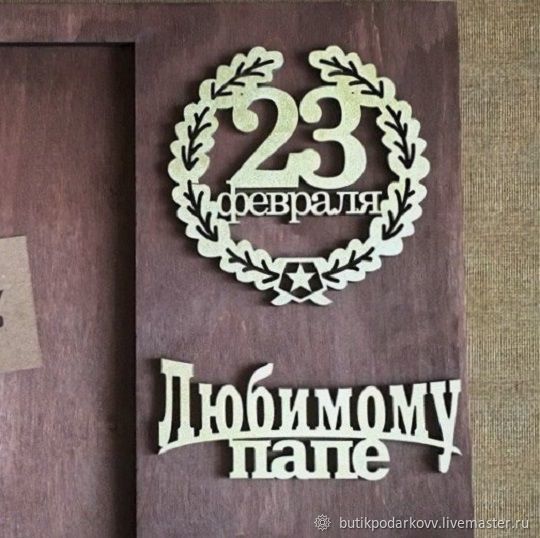 23
февраля
Любимому
папе
butikpodarkovv.livemaster.ru